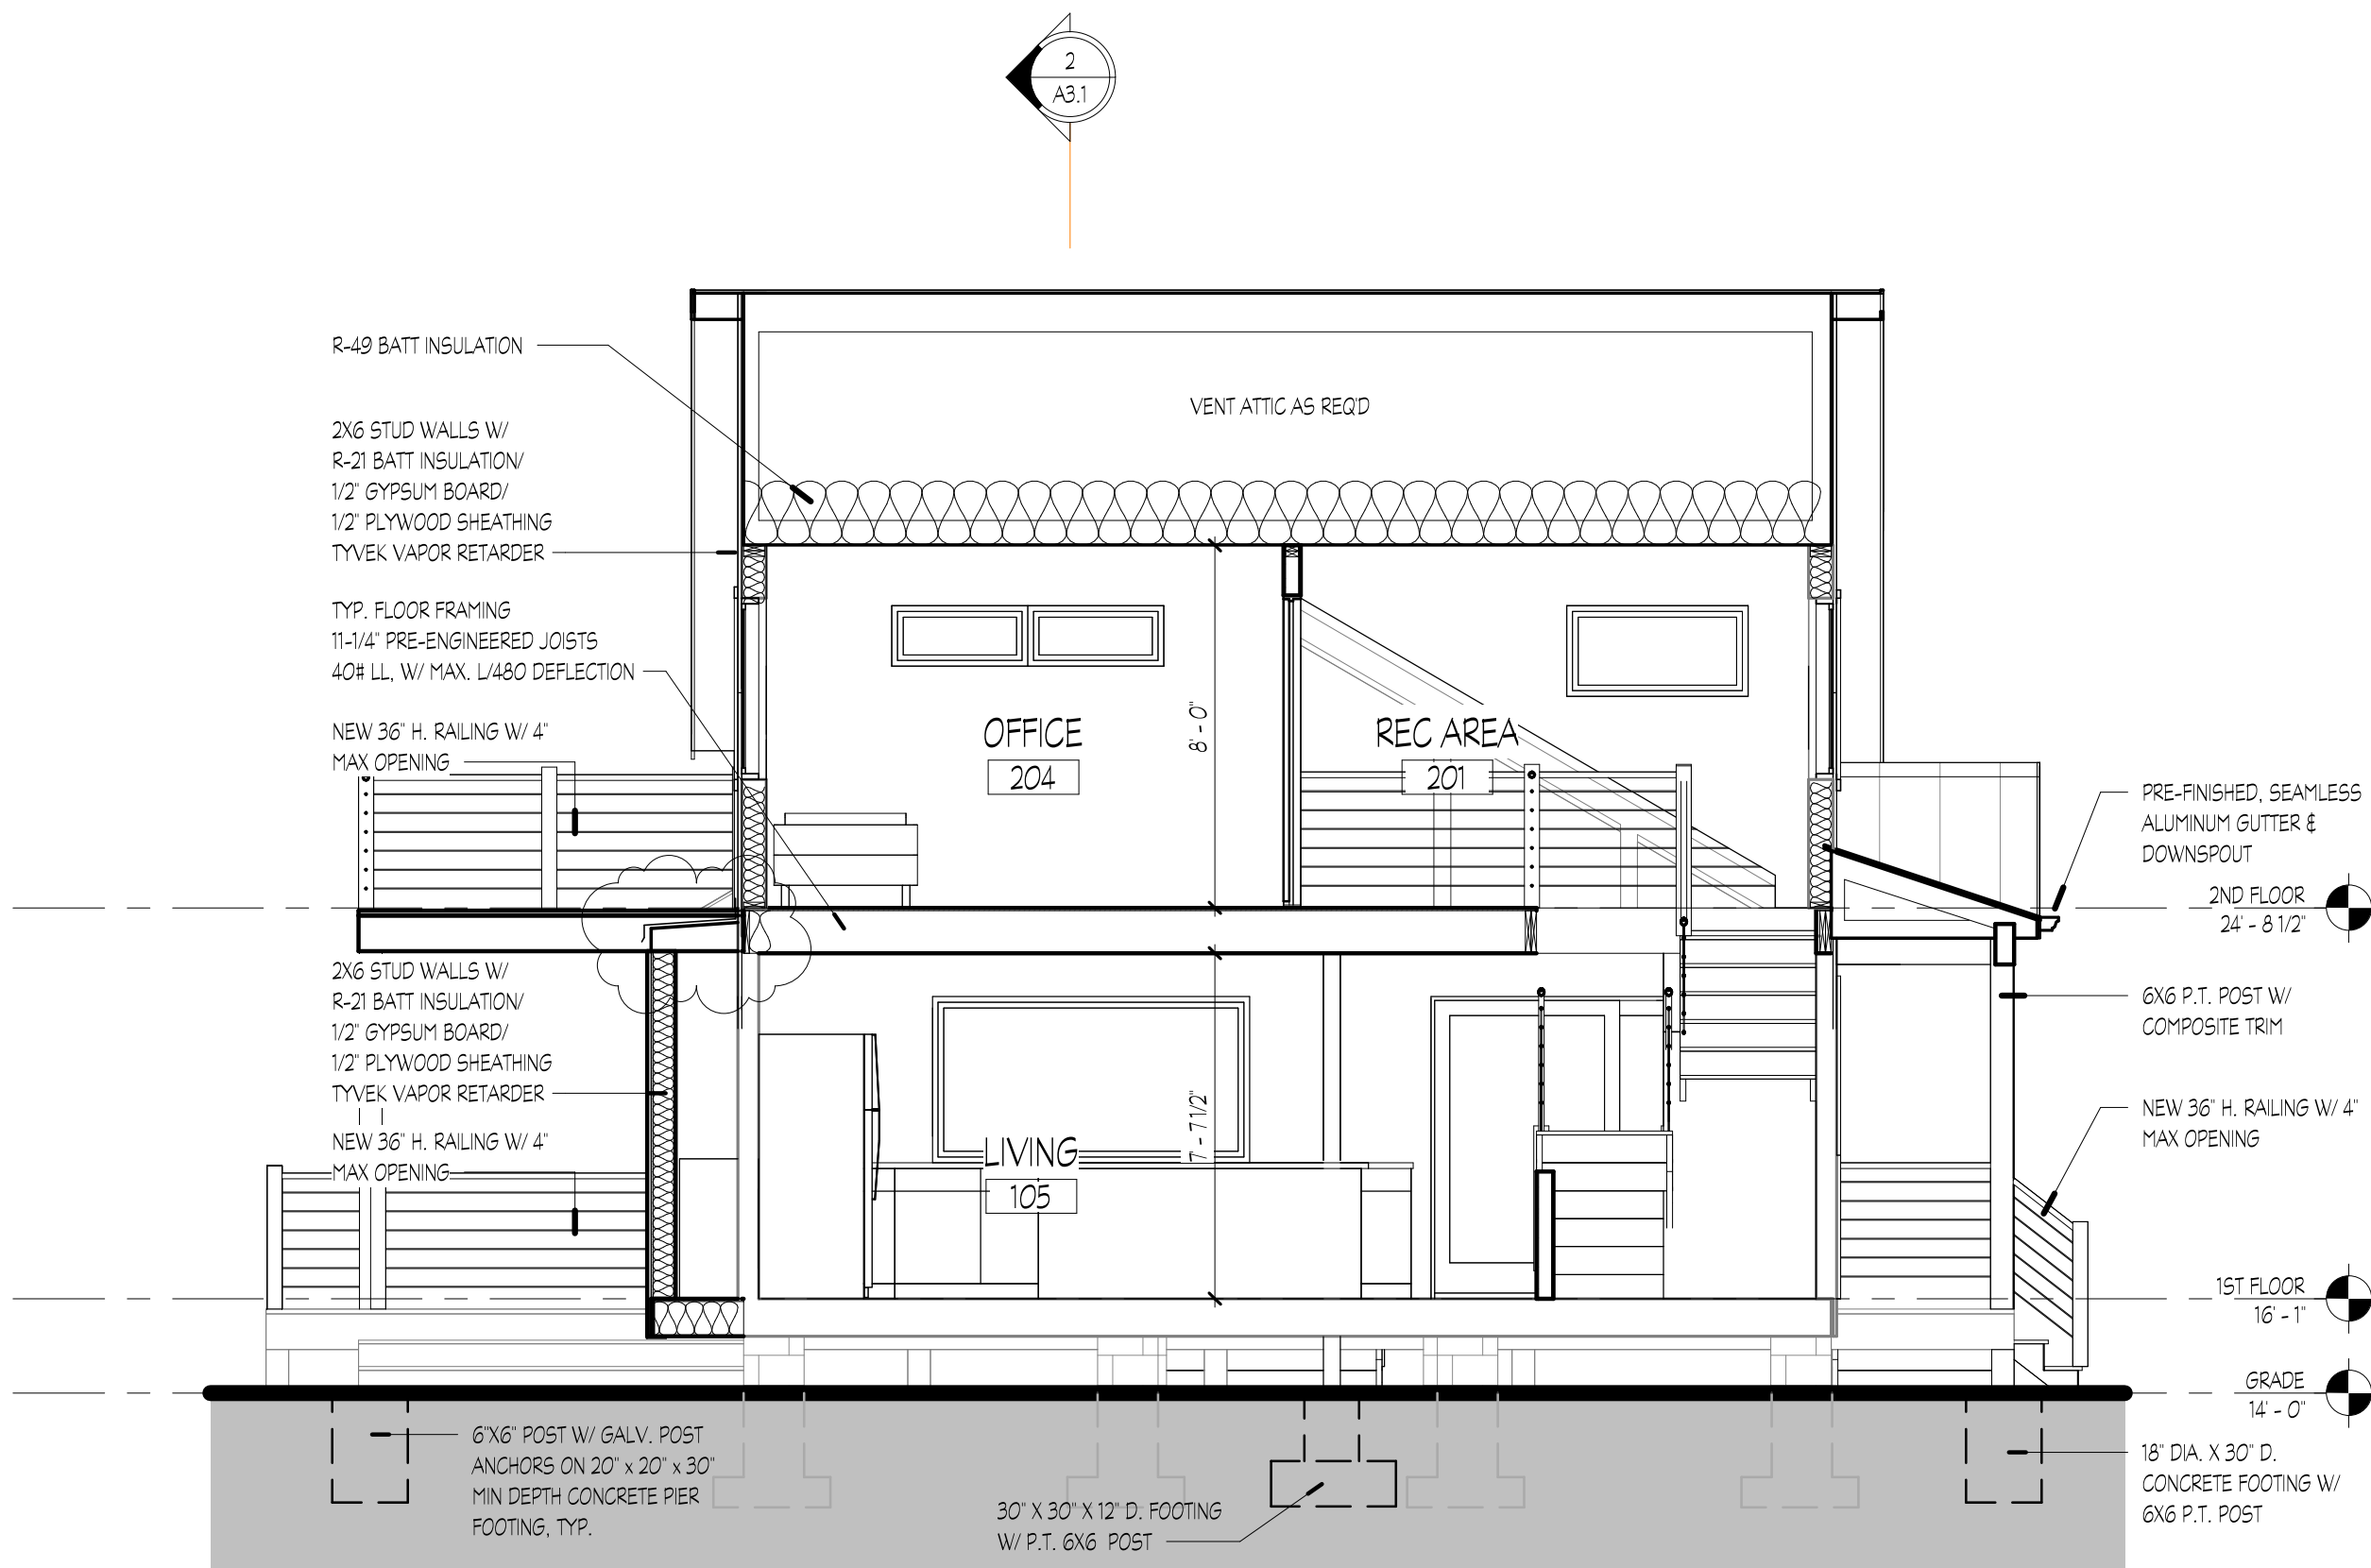 2
A3.1
R-49 BATT INSULATION
VENT ATTIC AS REQ'D
2X6 STUD WALLS W/
R-21 BATT INSULATION/
1/2" GYPSUM BOARD/
1/2" PLYWOOD SHEATHING
TYVEK VAPOR RETARDER
TYP. FLOOR FRAMING
11-1/4" PRE-ENGINEERED JOISTS
40# LL, W/ MAX. L/480 DEFLECTION
NEW 36" H. RAILING W/ 4"
MAX OPENING
OFFICE
204
8' - 0"
REC AREA
201
PRE-FINISHED, SEAMLESS
ALUMINUM GUTTER &
DOWNSPOUT
2ND FLOOR
24' - 8 1/2"
2X6 STUD WALLS W/
R-21 BATT INSULATION/
1/2" GYPSUM BOARD/
1/2" PLYWOOD SHEATHING
TYVEK VAPOR RETARDER
NEW 36" H. RAILING W/ 4"
MAX OPENING
LIVING
105
7' - 7 1/2"
6X6 P.T. POST W/
COMPOSITE TRIM
NEW 36" H. RAILING W/ 4"
MAX OPENING
1ST FLOOR
16' - 1"
GRADE
14' - 0"
6"X6" POST W/ GALV. POST
ANCHORS ON 20" x 20" x 30"
MIN DEPTH CONCRETE PIER
FOOTING, TYP.
30" X 30" X 12" D. FOOTING
W/ P.T. 6X6 POST
18" DIA. X 30" D.
CONCRETE FOOTING W/
6X6 P.T. POST